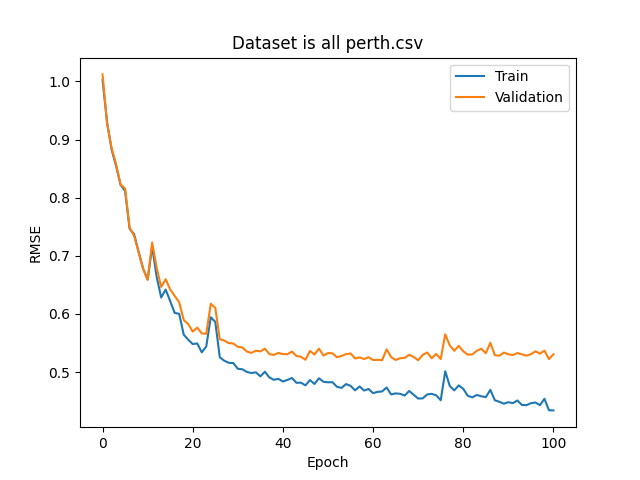 Dataset is all perth.csv
Train
Validation
RMSE
1.0
0.9
0.8
0.7
0.6
0.5
0 20 40 60 80 100
Epoch